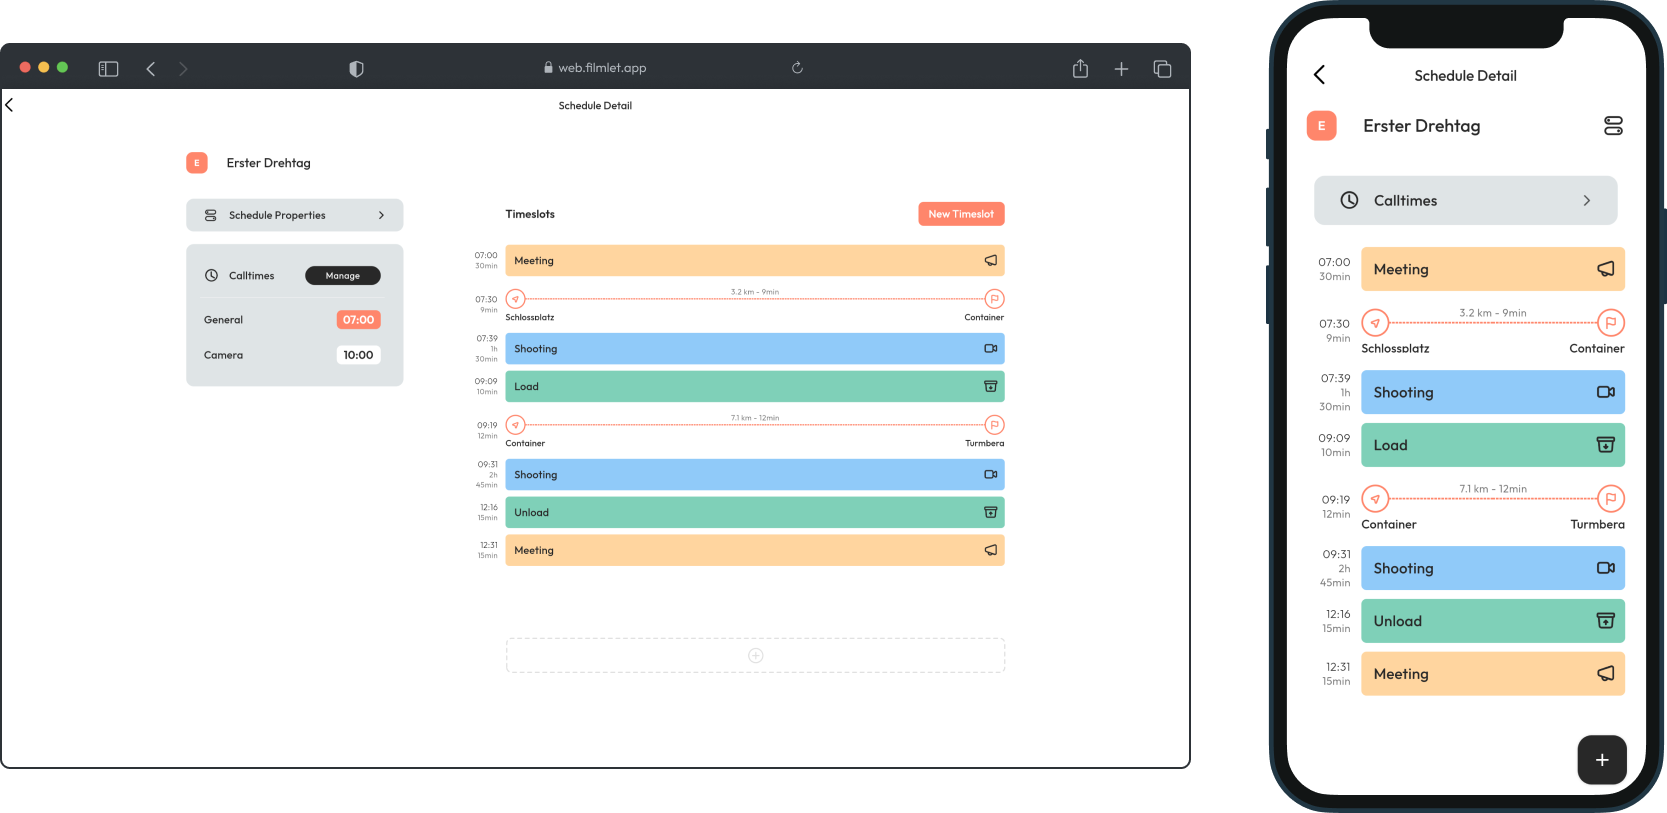 web.filmlet.app
Schedule Detail
E
Erster Drehtag
Schedule Properties
Calltimes
Manage
General
07:00
Camera
10:00
Timeslots
New Timeslot
07:00
30min
Meeting
07:30
9min
3.2 km - 9min
Schlossplatz
Container
07:39
1h
30min
Shooting
09:09
10min
Load
09:19
12min
7.1 km - 12min
Container
Turmberg
09:31
2h
45min
Shooting
12:16
15min
Unload
12:31
15min
Meeting
Schedule Detail
E
Erster Drehtag
Calltimes
07:00
30min
Meeting
07:30
9min
3.2 km - 9min
Schlossplatz
Container
07:39
1h
30min
Shooting
09:09
10min
Load
09:19
12min
7.1 km - 12min
Container
Turmberg
09:31
2h
45min
Shooting
12:16
15min
Unload
12:31
15min
Meeting